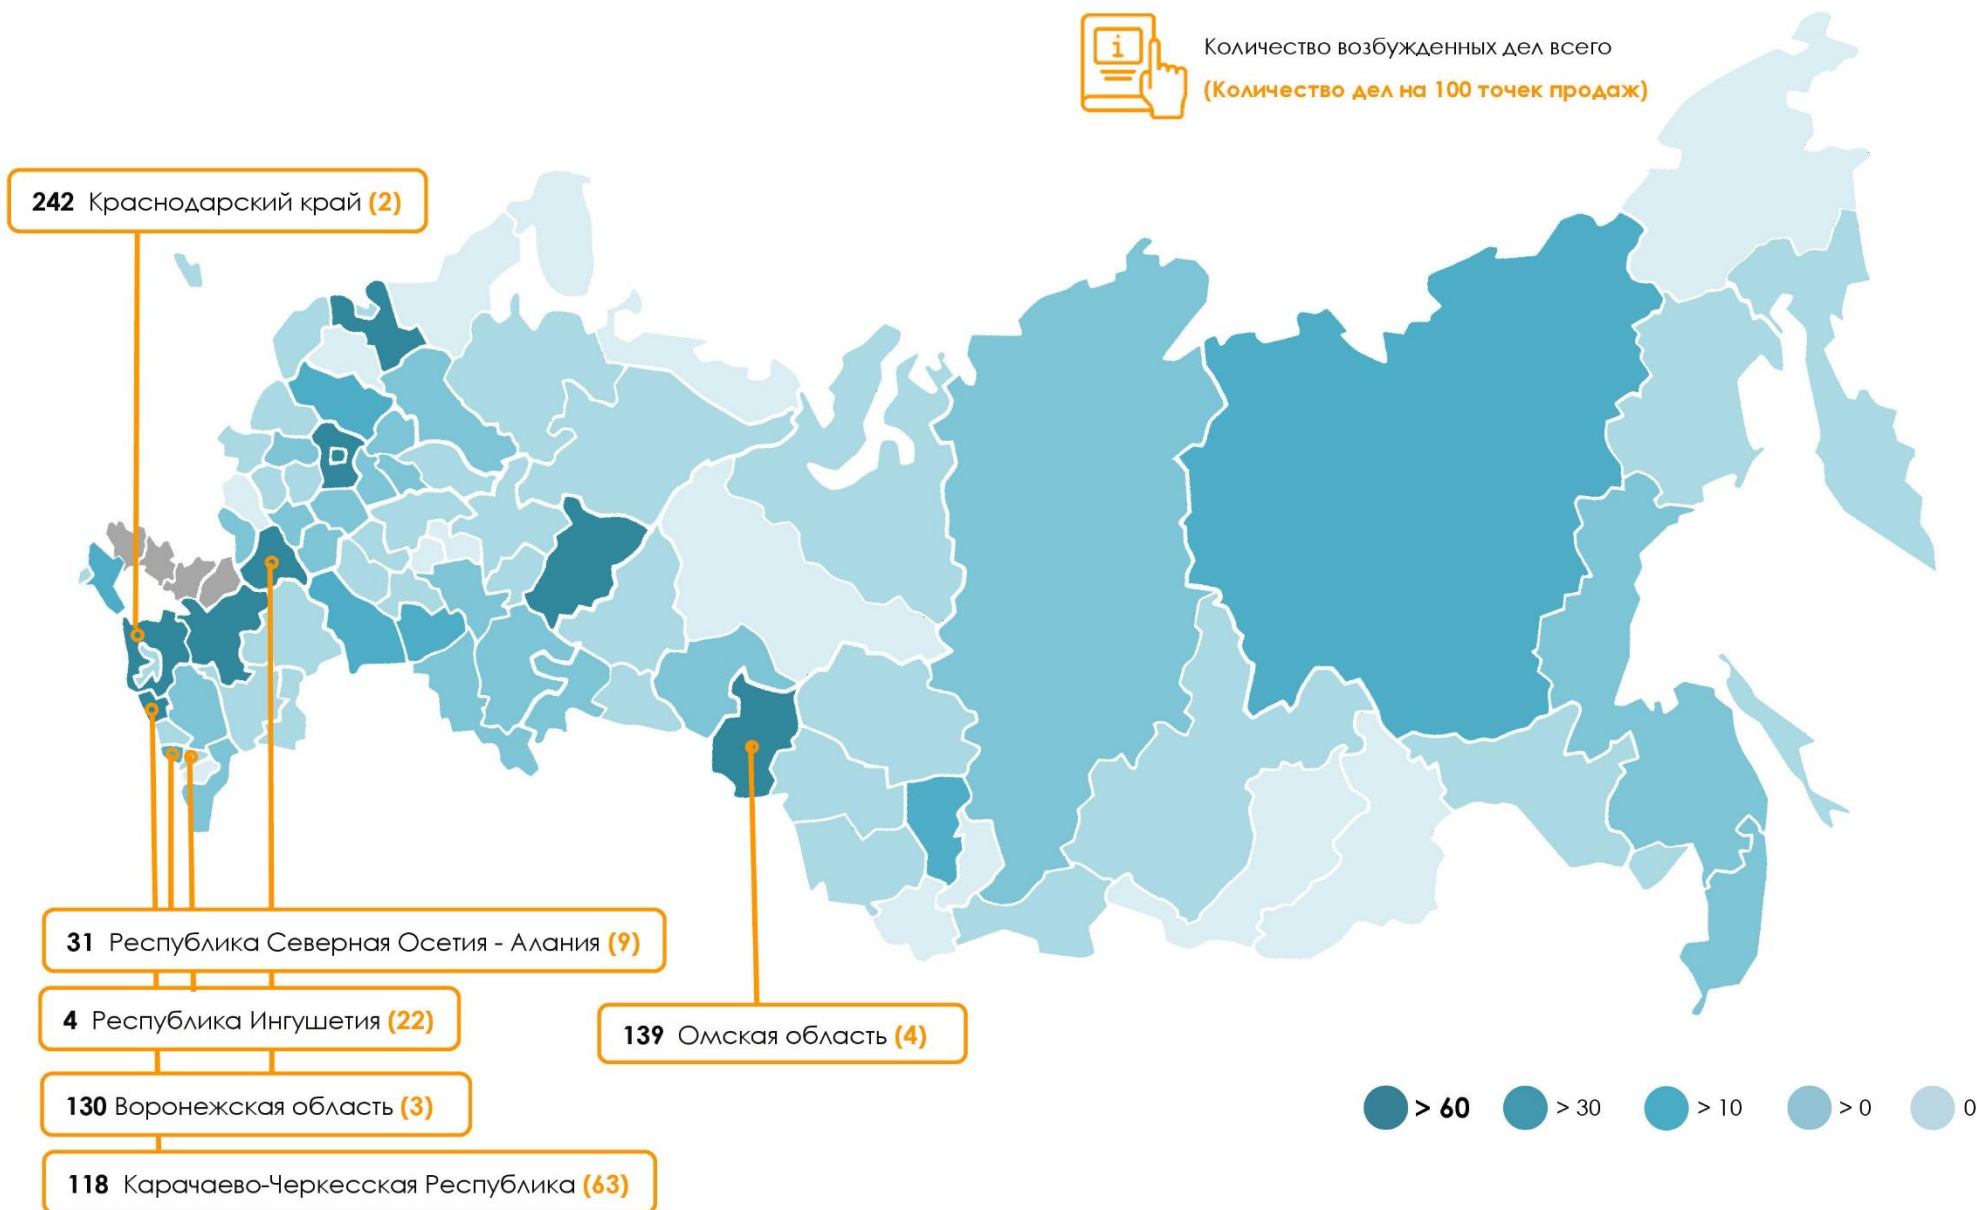 i
Количество возбужденных дел всего
(Количество дел на 100 точек продаж)
242 Краснодарский край (2)
31 Республика Северная Осетия - Алания (9)
4 Республика Ингушетия (22)
139 Омская область (4)
130 Воронежская область (3)
118 Карачаево-Черкесская Республика (63)
> 60
> 30
> 10
> 0
0